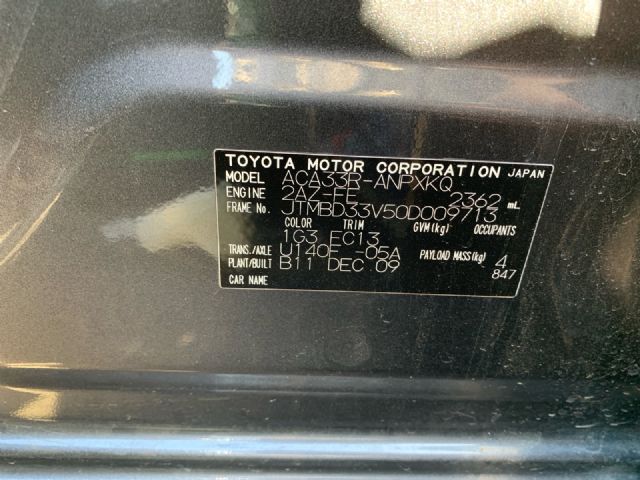 TOYOTA MOTOR CORPORATION JAPAN
MODEL ACA33R-ANPXKQ
ENGINE 2AZ-FE 2362 mL
FRAME No. JTMBD33V50D009713
COLOR TRIM GVM(kg) OCCUPANTS
1G3 EC13
TRANS./AXLE U140F -05A PAYLOAD MASS(kg) 4
PLANT/BUILT B11 DEC 09 847
CAR NAME